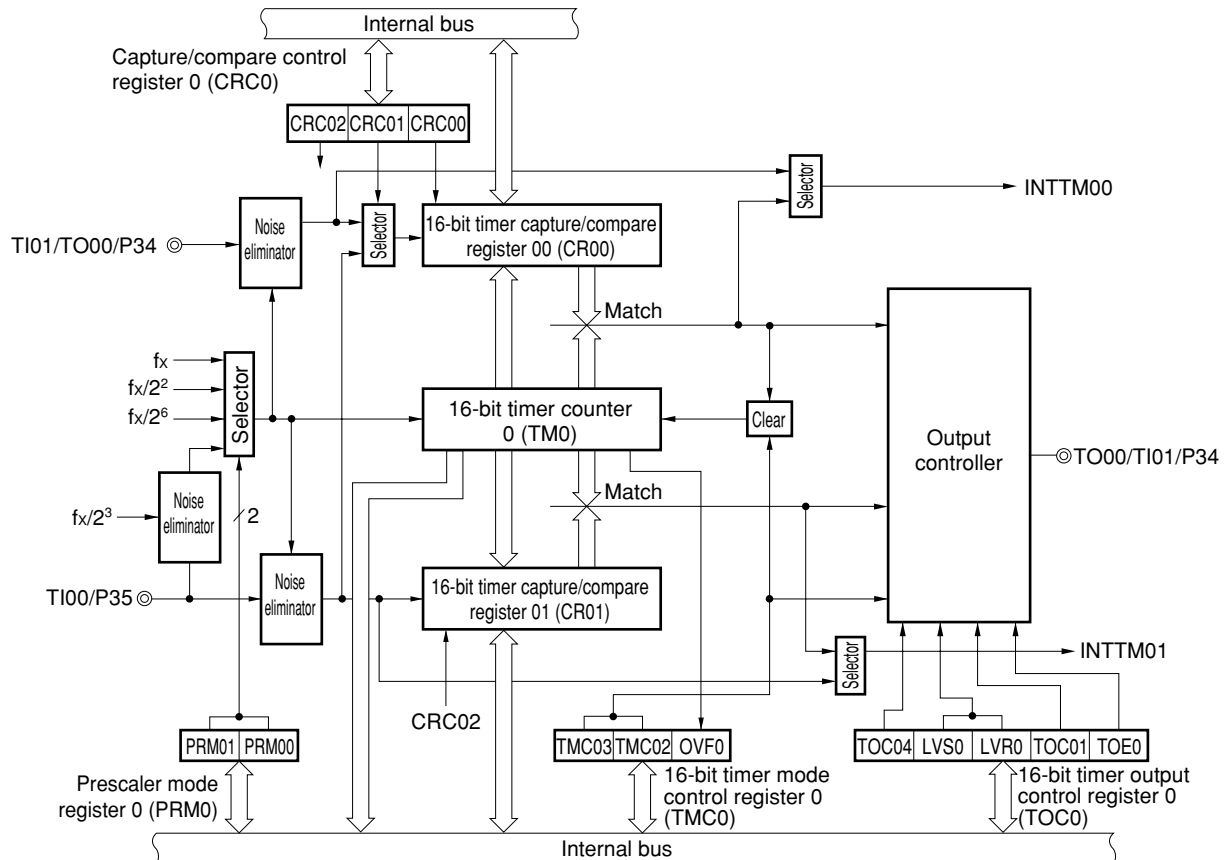 Internal bus
Capture/compare control
register 0 (CRC0)
CRC02 CRC01 CRC00
Selector
INTTM00
TI01/TO00/P34
Noise
eliminator
Selector
16-bit timer capture/compare
register 00 (CR00)
Match
fx
fx/2²
fx/2⁶
Selector
16-bit timer counter
0 (TM0)
Clear
Output
controller
TO00/TI01/P34
fx/2³
Noise
eliminator
2
Match
TI00/P35
Noise
eliminator
16-bit timer capture/compare
register 01 (CR01)
Selector
INTTM01
CRC02
PRM01 PRM00
TMC03 TMC02 OVF0
TOC04 LVS0 LVR0 TOC01 TOE0
Prescaler mode
register 0 (PRM0)
16-bit timer mode
control register 0
(TMC0)
16-bit timer output
control register 0
(TOC0)
Internal bus